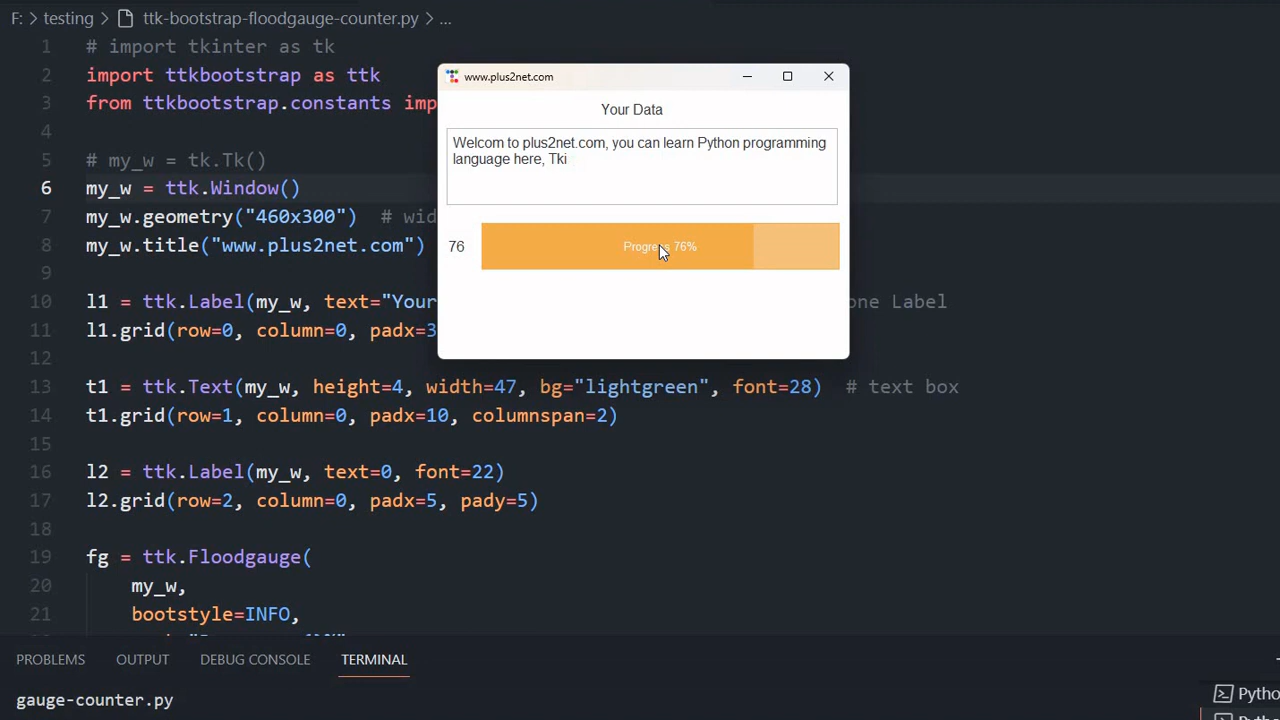 F: > testing > ttk-bootstrap-floodgauge-counter.py > ...
1 # import tkinter as tk
2 import ttkbootstrap as ttk
3 from ttkbootstrap.constants imp
4
5 # my_w = tk.Tk()
6 my_w = ttk.Window()
7 my_w.geometry("460x300") # wid
8 my_w.title("www.plus2net.com")
9
10 l1 = ttk.Label(my_w, text="Your one Label
11 l1.grid(row=0, column=0, padx=3
12
13 t1 = ttk.Text(my_w, height=4, width=47, bg="lightgreen", font=28) # text box
14 t1.grid(row=1, column=0, padx=10, columnspan=2)
15
16 l2 = ttk.Label(my_w, text=0, font=22)
17 l2.grid(row=2, column=0, padx=5, pady=5)
18
19 fg = ttk.Floodgauge(
20 my_w,
21 bootstyle=INFO,
www.plus2net.com
Your Data
Welcom to plus2net.com, you can learn Python programming
language here, Tki
76 Progress 76%
PROBLEMS OUTPUT DEBUG CONSOLE TERMINAL
gauge-counter.py
Python